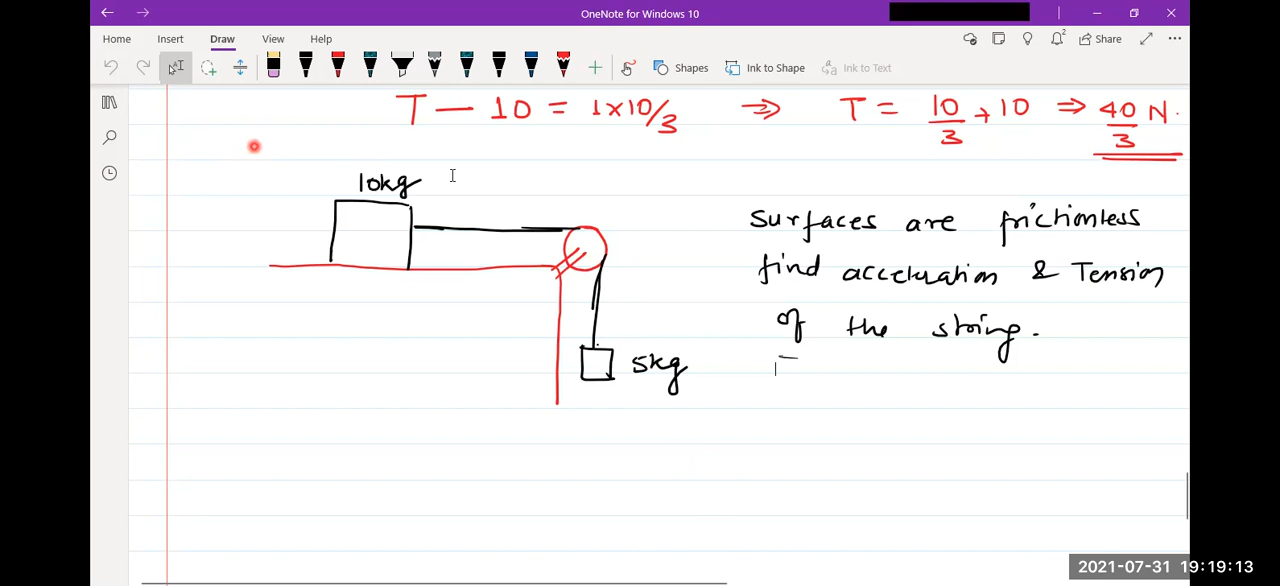 OneNote for Windows 10
Home Insert Draw View Help
Share
Shapes Ink to Shape Ink to Text
T — 10 = 1×10/3 ⇒ T = 10/3 + 10 ⇒ 40/3 N.
10kg
Surfaces are frictionless
find acceleration & Tension
of the string.
5kg
2021-07-31 19:19:13